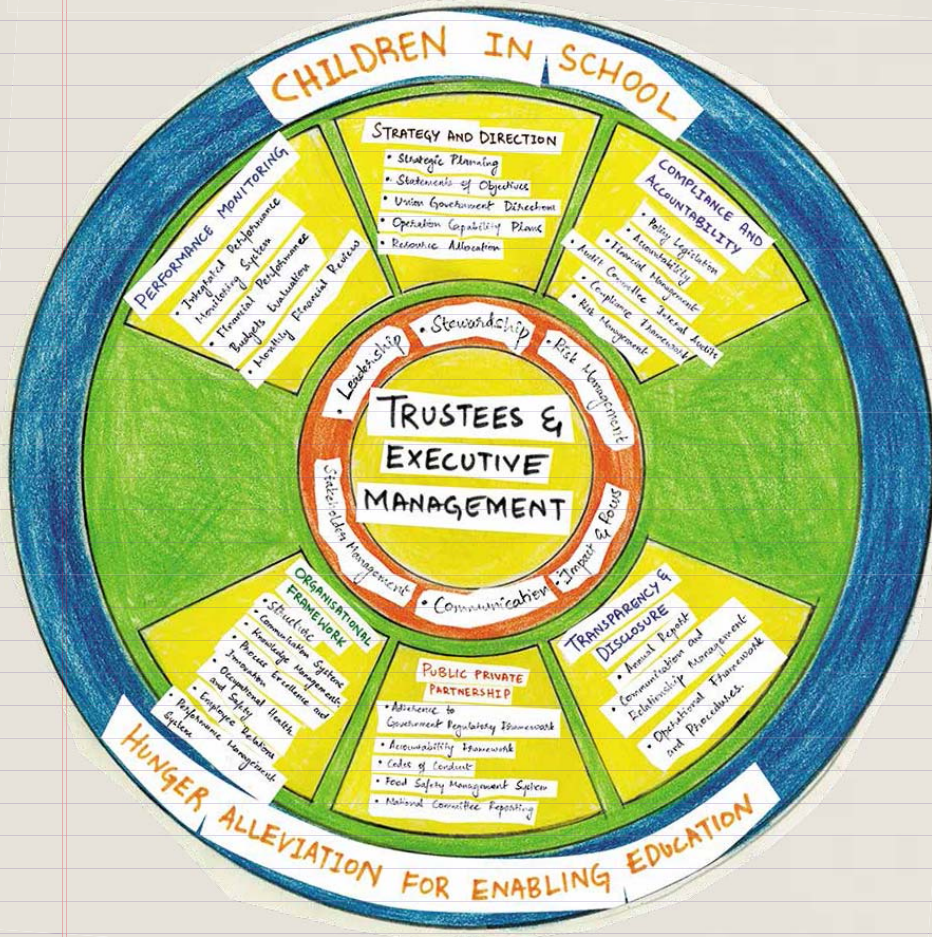 CHILDREN IN SCHOOL
PERFORMANCE MONITORING
• Integrated Performance
Monitoring System
• Financial Performance
Budgets Evaluation
• Monthly Financial Review
STRATEGY AND DIRECTION
• Strategic Planning
• Statements of Objectives
• Union Government Directions
• Operation Capability Plans
• Resource Allocation
COMPLIANCE AND
ACCOUNTABILITY
• Policy Legislation
• Accountability
• Financial Management
• Audit Committee Internal Audits
• Compliance Framework
• Risk Management
• Leadership
• Stewardship
• Risk Management
TRUSTEES &
EXECUTIVE
MANAGEMENT
Stakeholder Management
• Communication
• Impact & Focus
ORGANISATIONAL
FRAMEWORK
• Structure
• Communication Systems
• Knowledge Management
• Process Excellence and
Innovation
• Occupational Health
and Safety
• Employee Relations
• Performance Management
System
PUBLIC PRIVATE
PARTNERSHIP
• Adherence to
Government Regulatory Framework
• Accountability Framework
• Codes of Conduct
• Food Safety Management System
• National Committee Reporting
TRANSPARENCY &
DISCLOSURE
• Annual Report
• Communication and
Relationship Management
• Operational Framework
and Procedures.
HUNGER ALLEVIATION FOR ENABLING EDUCATION